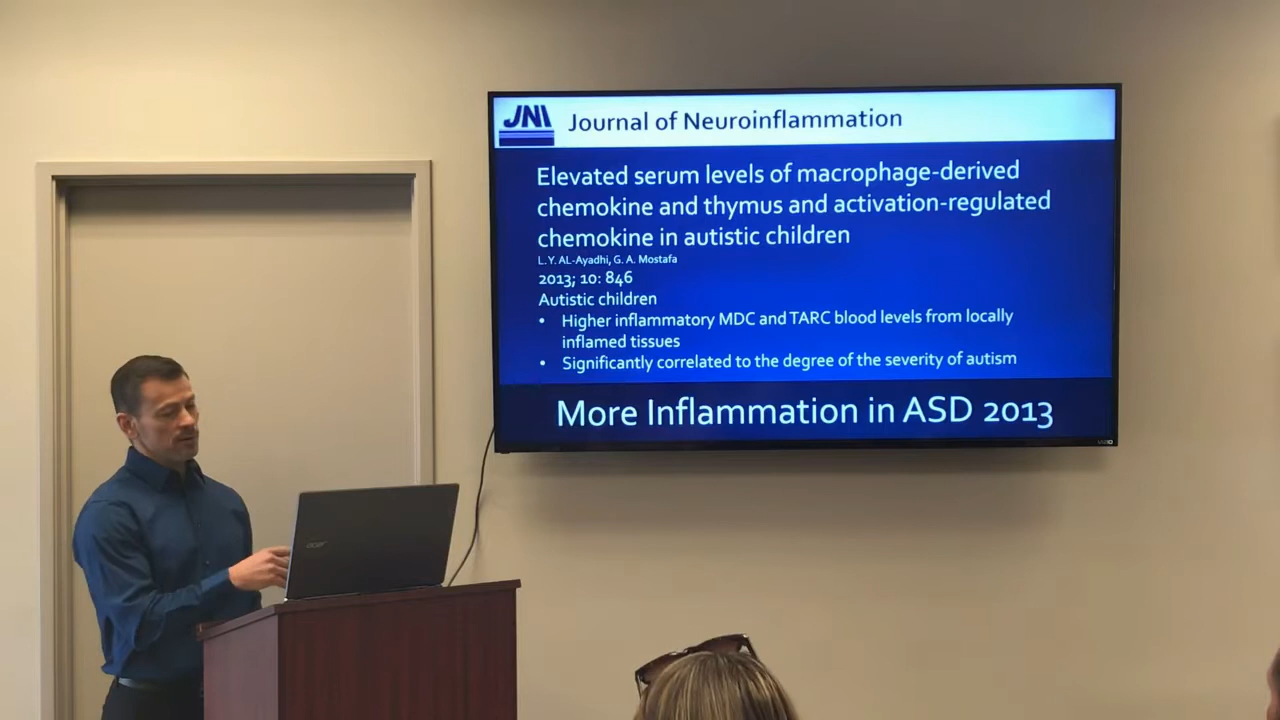 JNI Journal of Neuroinflammation
Elevated serum levels of macrophage-derived
chemokine and thymus and activation-regulated
chemokine in autistic children
L. Y. AL-Ayadhi, G. A. Mostafa
2013; 10: 846
Autistic children
• Higher inflammatory MDC and TARC blood levels from locally
inflamed tissues
• Significantly correlated to the degree of the severity of autism
More Inflammation in ASD 2013
VIZIO
acer